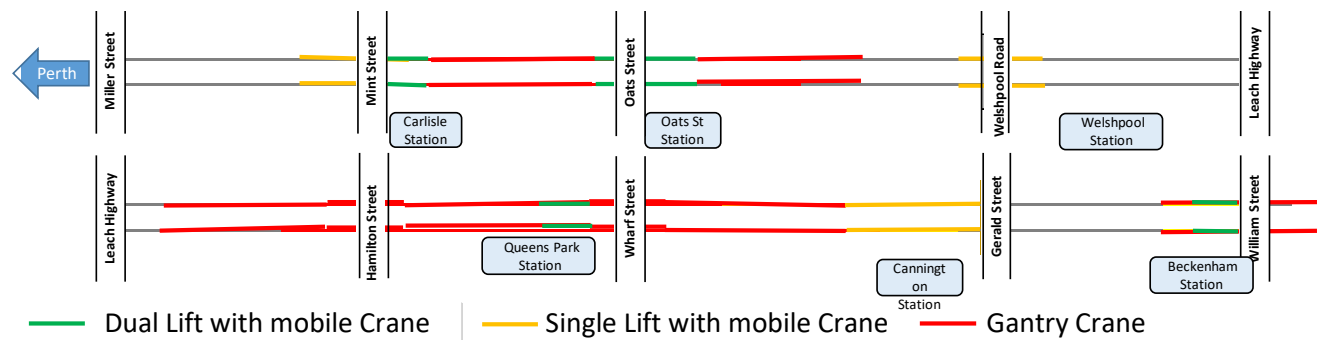 Perth
Miller Street
Mint Street
Oats Street
Welshpool Road
Leach Highway
Carlisle
Station
Oats St
Station
Welshpool
Station
Leach Highway
Hamilton Street
Wharf Street
Gerald Street
William Street
Queens Park
Station
Canningt
on
Station
Beckenham
Station
Dual Lift with mobile Crane
Single Lift with mobile Crane
Gantry Crane